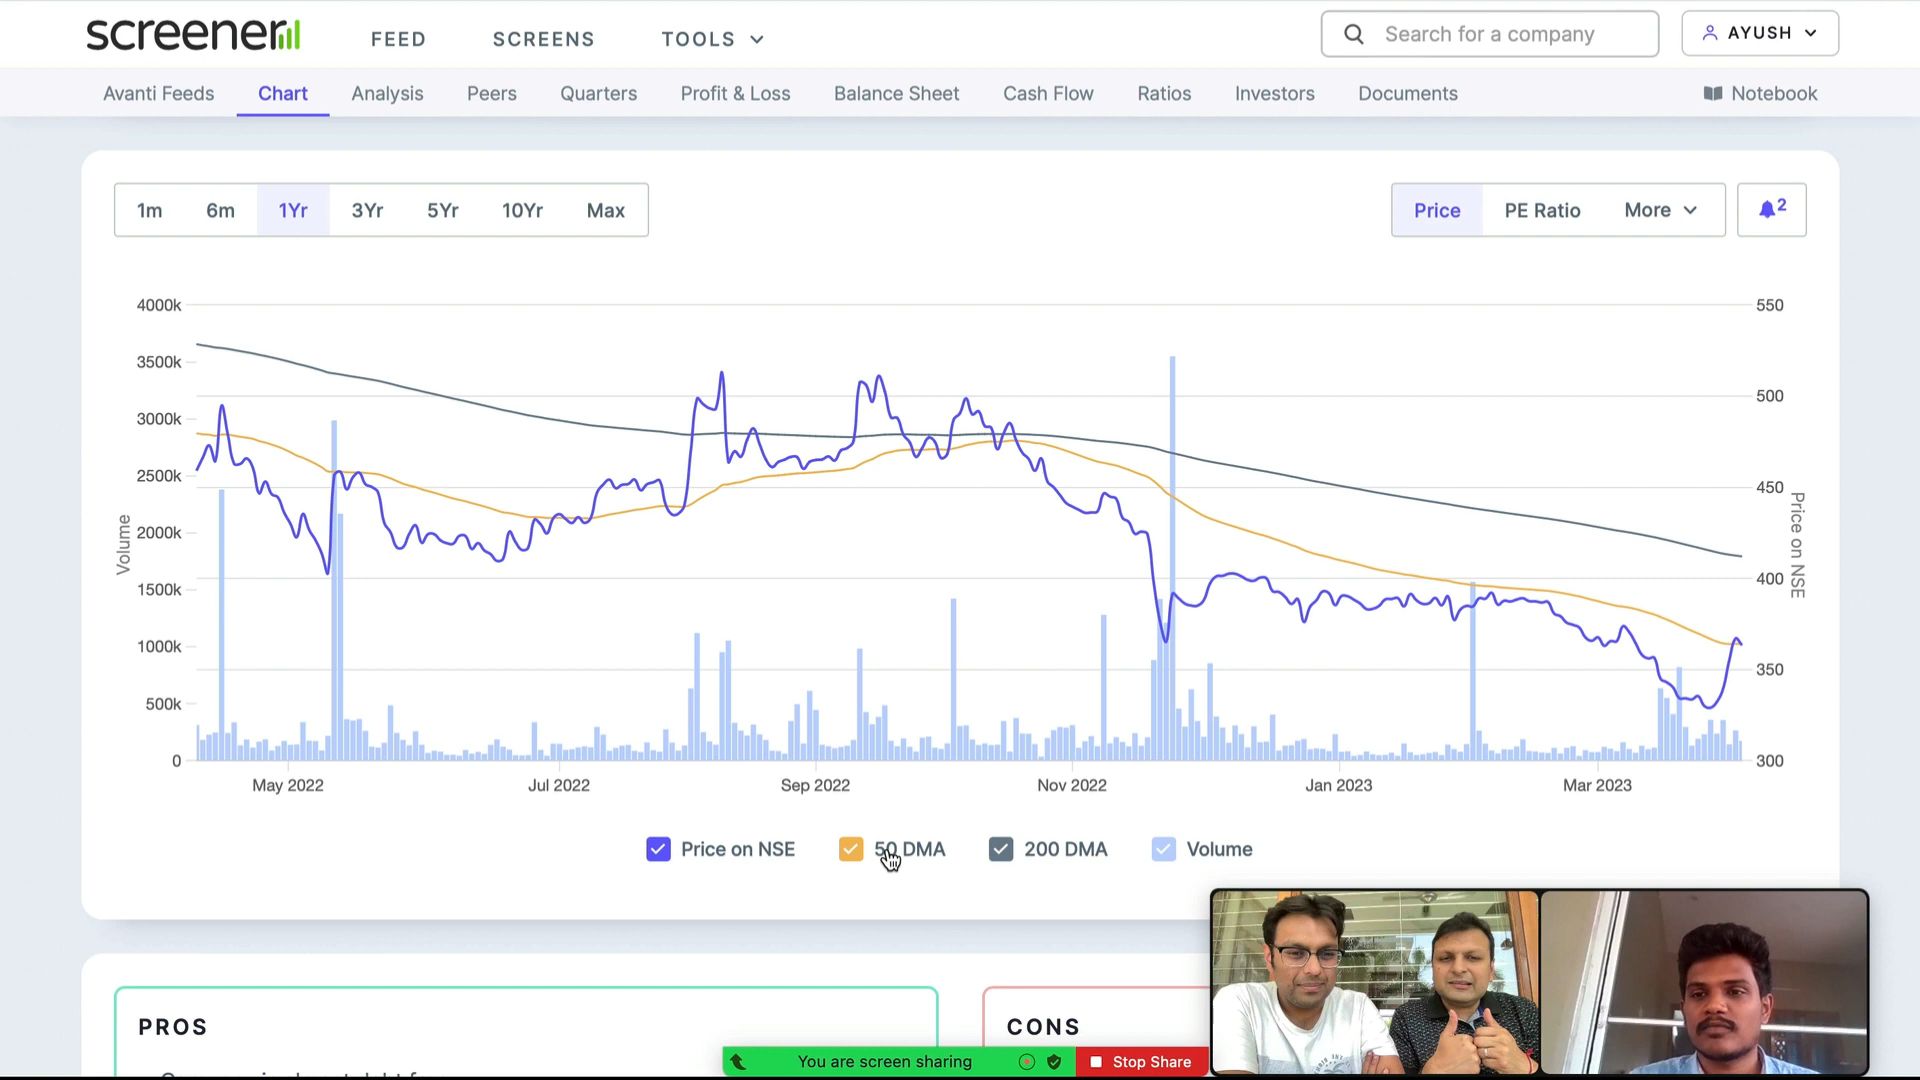 screener
FEED
SCREENS
TOOLS
Search for a company
AYUSH
Avanti Feeds
Chart
Analysis
Peers
Quarters
Profit & Loss
Balance Sheet
Cash Flow
Ratios
Investors
Documents
Notebook
1m
6m
1Yr
3Yr
5Yr
10Yr
Max
Price
PE Ratio
More
2
4000k
3500k
3000k
2500k
2000k
1500k
1000k
500k
0
Volume
550
500
450
400
350
300
Price on NSE
May 2022
Jul 2022
Sep 2022
Nov 2022
Jan 2023
Mar 2023
Price on NSE
50 DMA
200 DMA
Volume
PROS
CONS
You are screen sharing
Stop Share